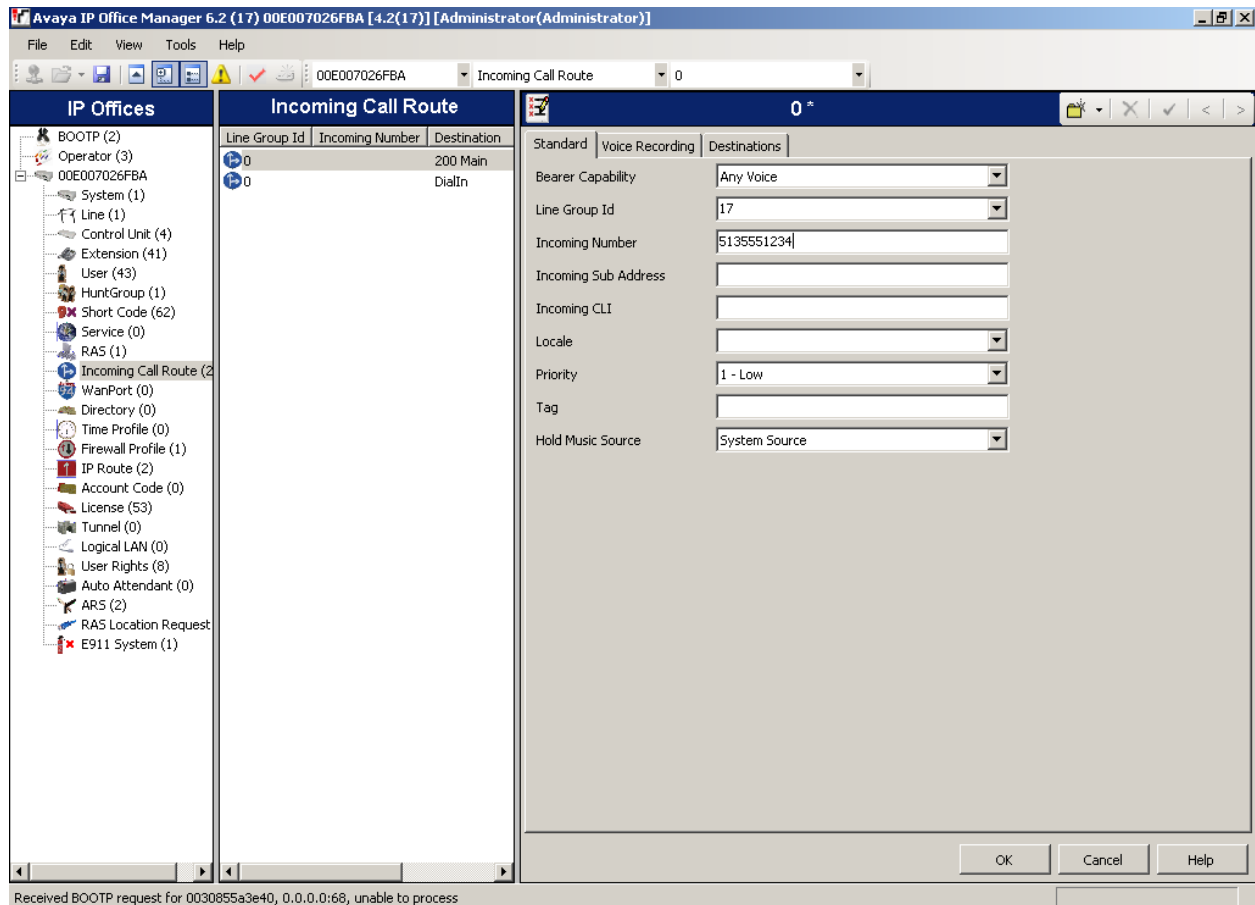 Avaya IP Office Manager 6.2 (17) 00E007026FBA [4.2(17)] [Administrator(Administrator)]
File Edit View Tools Help
00E007026FBA Incoming Call Route 0
IP Offices
BOOTP (2)
Operator (3)
00E007026FBA
System (1)
Line (1)
Control Unit (4)
Extension (41)
User (43)
HuntGroup (1)
Short Code (62)
Service (0)
RAS (1)
Incoming Call Route (2
WanPort (0)
Directory (0)
Time Profile (0)
Firewall Profile (1)
IP Route (2)
Account Code (0)
License (53)
Tunnel (0)
Logical LAN (0)
User Rights (8)
Auto Attendant (0)
ARS (2)
RAS Location Request
E911 System (1)
Incoming Call Route
Line Group Id Incoming Number Destination
0 200 Main
0 DialIn
0 *
Standard Voice Recording Destinations
Bearer Capability Any Voice
Line Group Id 17
Incoming Number 5135551234
Incoming Sub Address
Incoming CLI
Locale
Priority 1 - Low
Tag
Hold Music Source System Source
OK Cancel Help
Received BOOTP request for 0030855a3e40, 0.0.0.0:68, unable to process